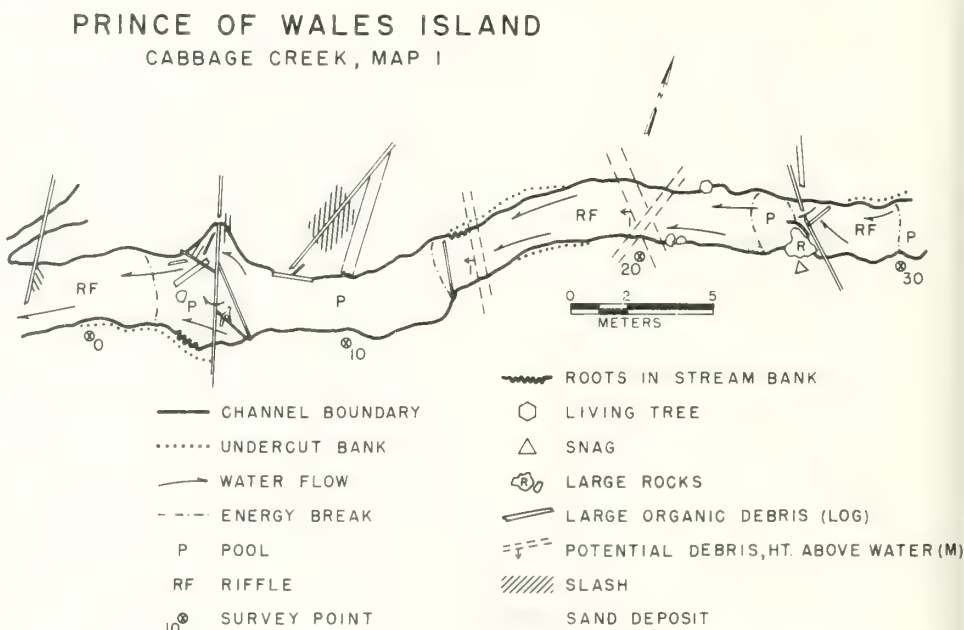 PRINCE OF WALES ISLAND
CABBAGE CREEK, MAP I
N
RF
P
P
RF
P
R
RF
P
0
10
20
30
0 2 5
METERS
CHANNEL BOUNDARY
UNDERCUT BANK
WATER FLOW
ENERGY BREAK
P POOL
RF RIFFLE
10 SURVEY POINT
ROOTS IN STREAM BANK
LIVING TREE
SNAG
R LARGE ROCKS
LARGE ORGANIC DEBRIS (LOG)
POTENTIAL DEBRIS, HT. ABOVE WATER (M)
SLASH
SAND DEPOSIT